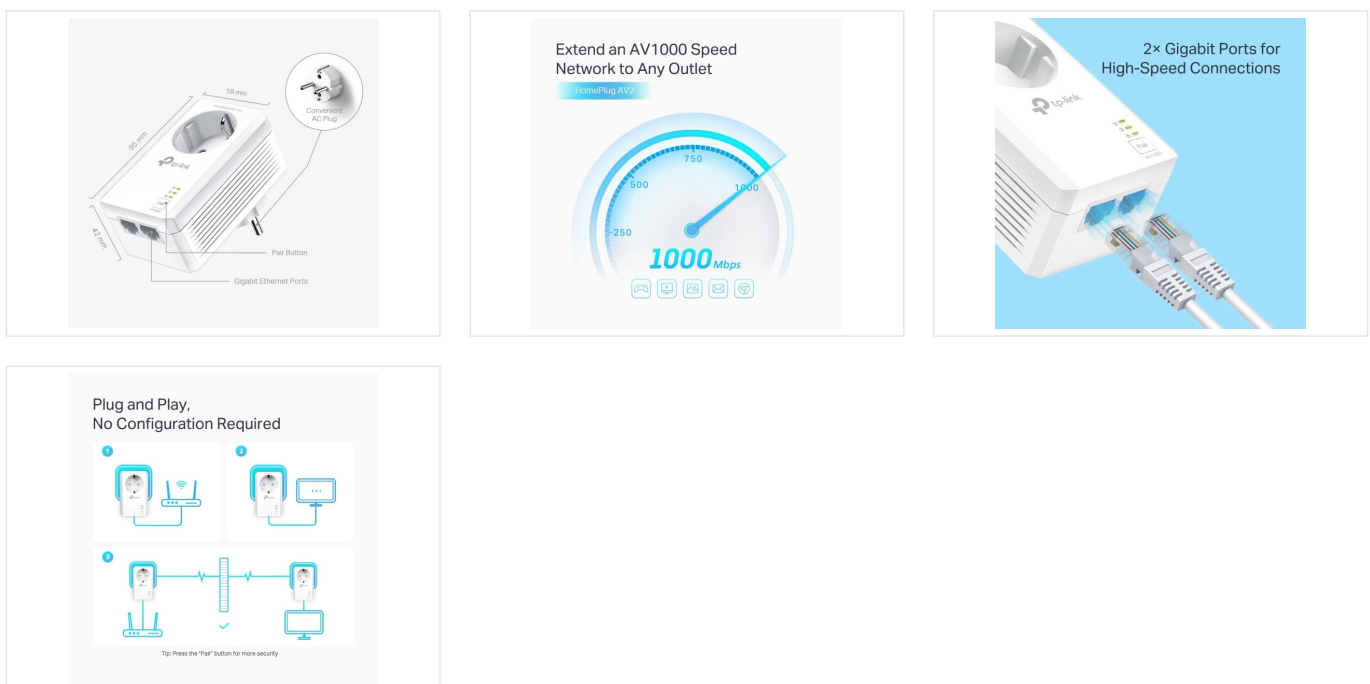 58 mm
95 mm
42 mm
Convenient
AC Plug
tp-link
Pair Button
Gigabit Ethernet Ports
Extend an AV1000 Speed
Network to Any Outlet
HomePlug AV2
250
500
750
1000
1000 Mbps
2× Gigabit Ports for
High-Speed Connections
tp-link
Pair
AV1000
Plug and Play,
No Configuration Required
1
2
3
Tip: Press the "Pair" button for more security